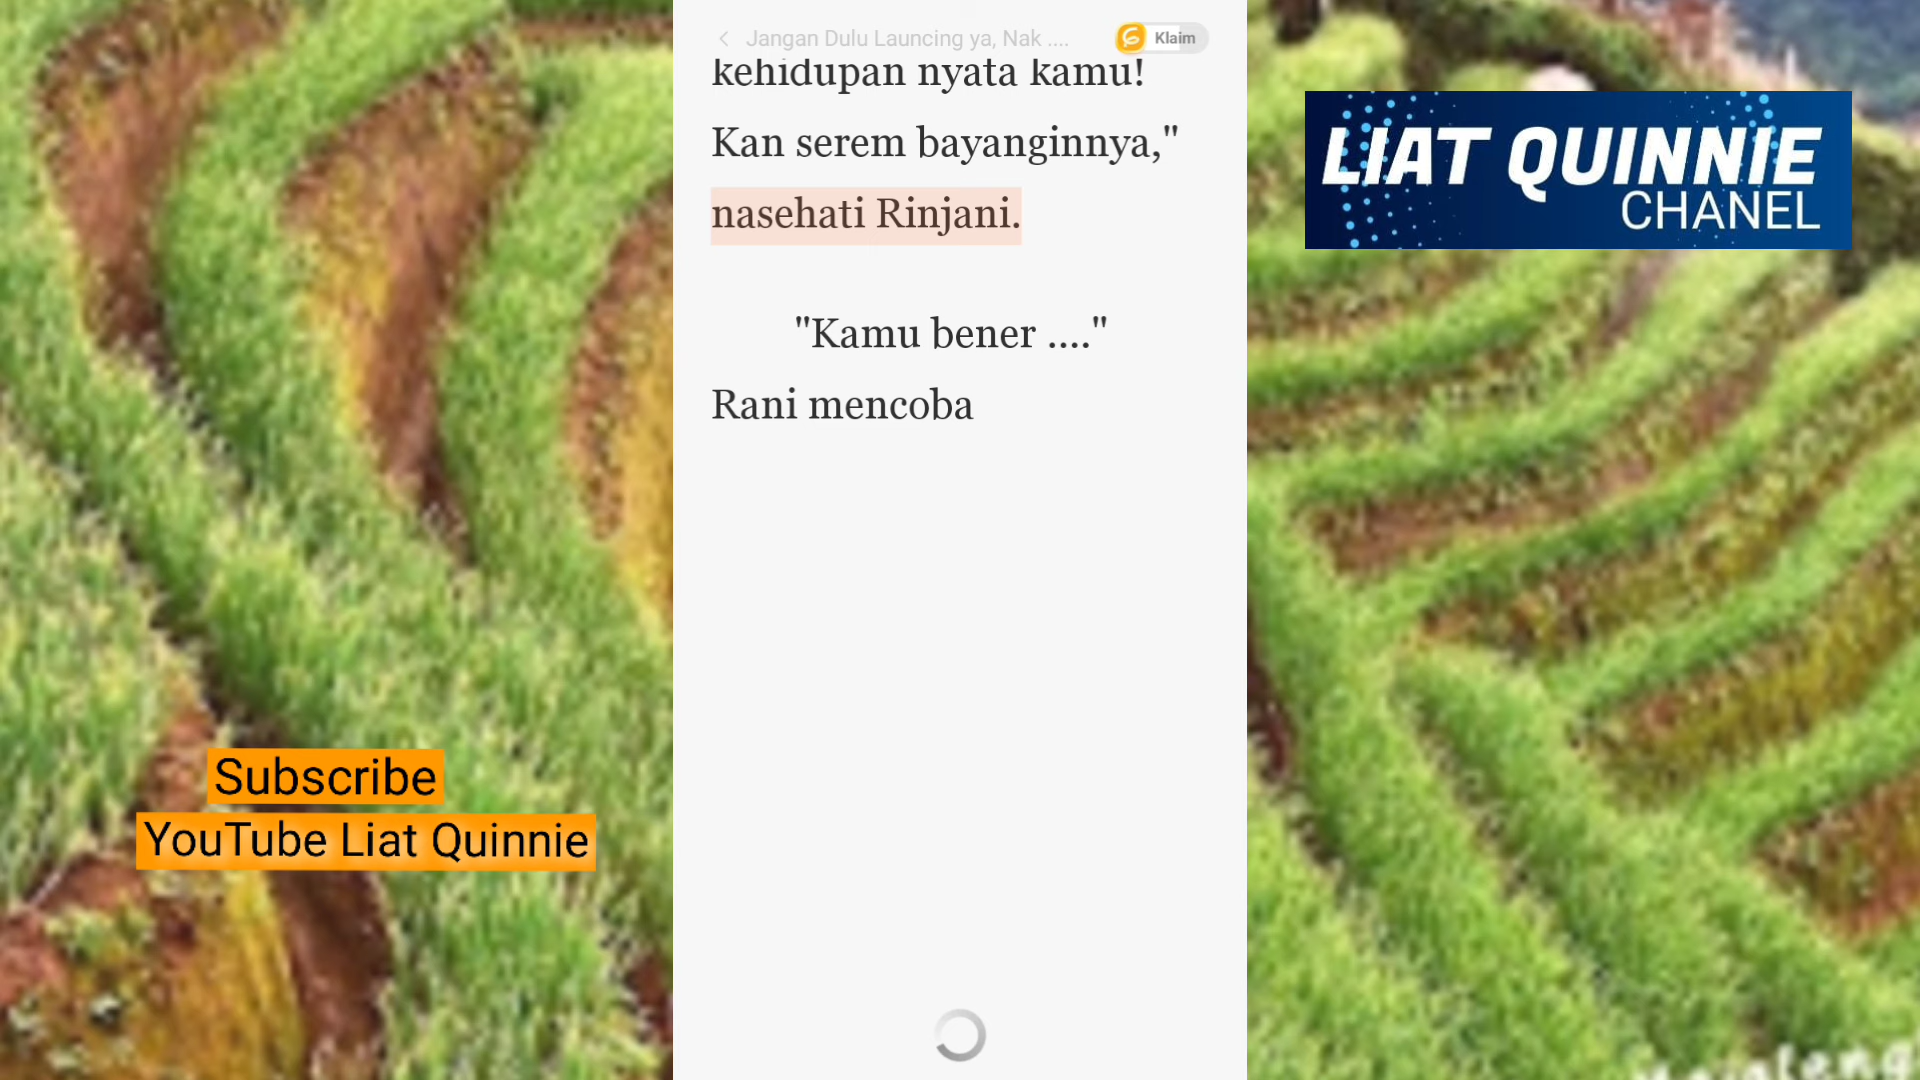 Jangan Dulu Launcing ya, Nak ....
Klaim
kehidupan nyata kamu!
Kan serem bayanginnya,"
nasehati Rinjani.
"Kamu bener ...."
Rani mencoba
LIAT QUINNIE
CHANEL
Subscribe
YouTube Liat Quinnie